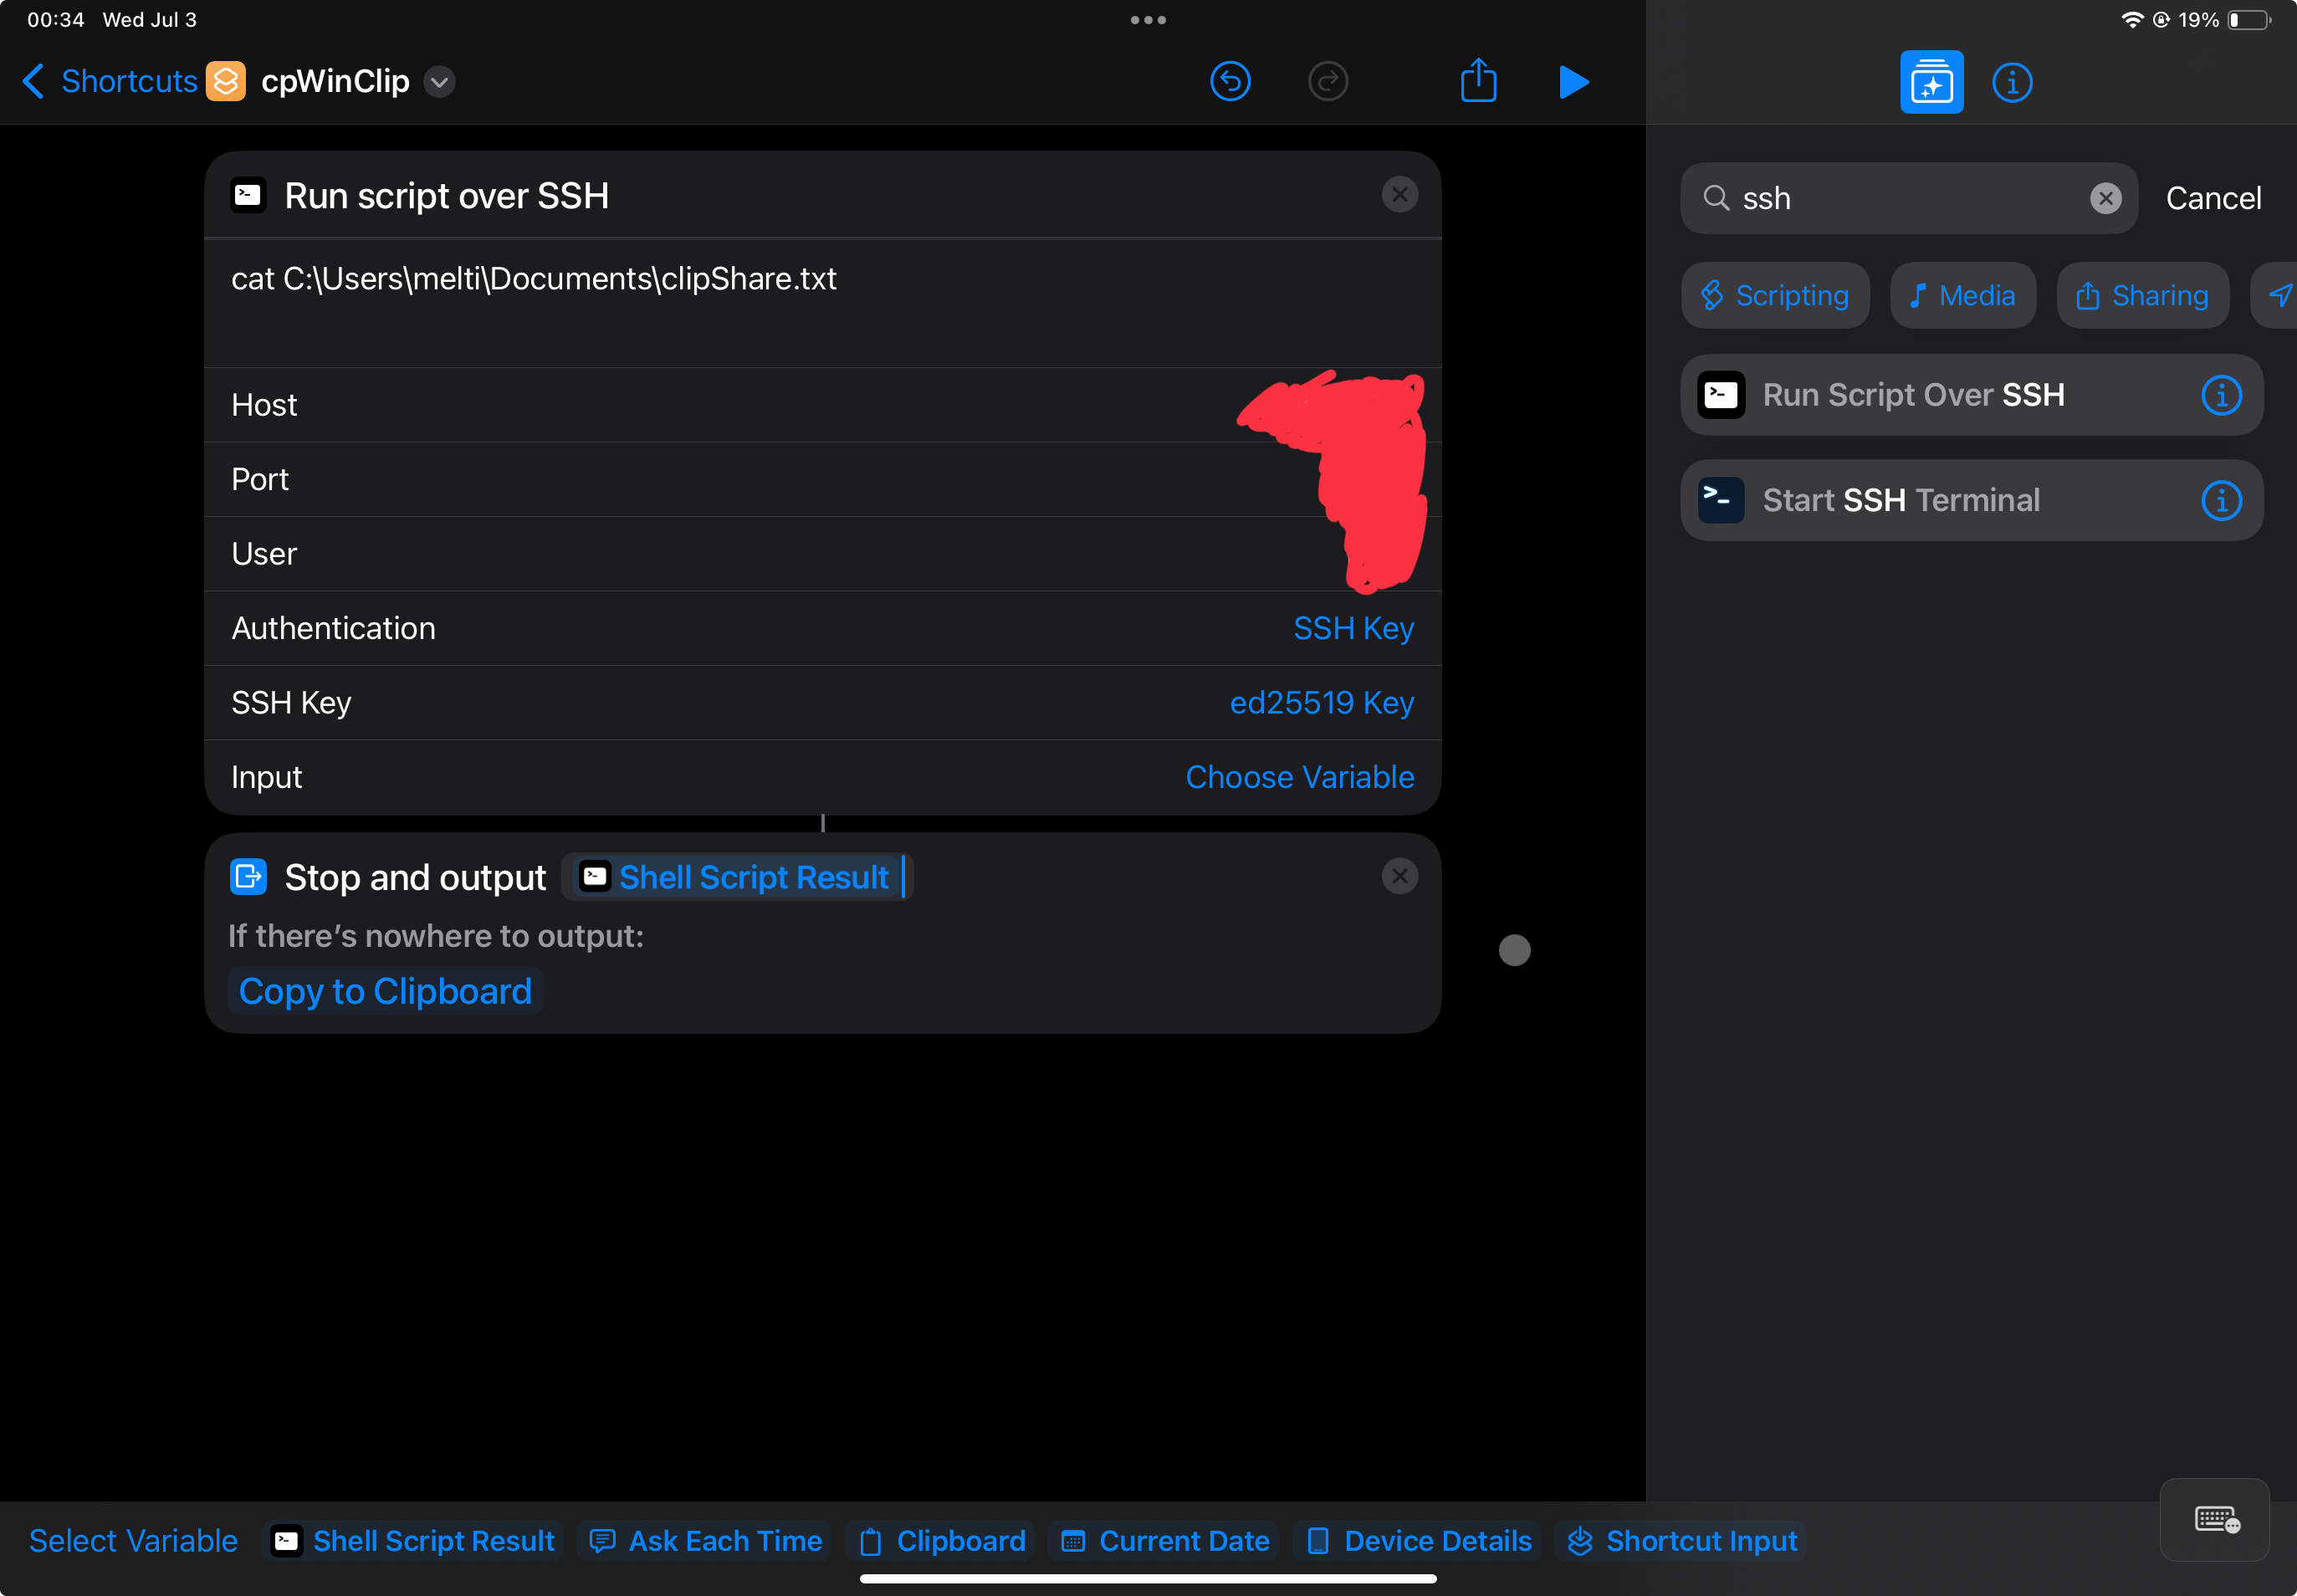 00:34 Wed Jul 3
19%
Shortcuts cpWinClip
Run script over SSH
cat C:\Users\melti\Documents\clipShare.txt
Host
Port
User
Authentication SSH Key
SSH Key ed25519 Key
Input Choose Variable
Stop and output Shell Script Result
If there’s nowhere to output:
Copy to Clipboard
ssh Cancel
Scripting Media Sharing
Run Script Over SSH
Start SSH Terminal
Select Variable Shell Script Result Ask Each Time Clipboard Current Date Device Details Shortcut Input